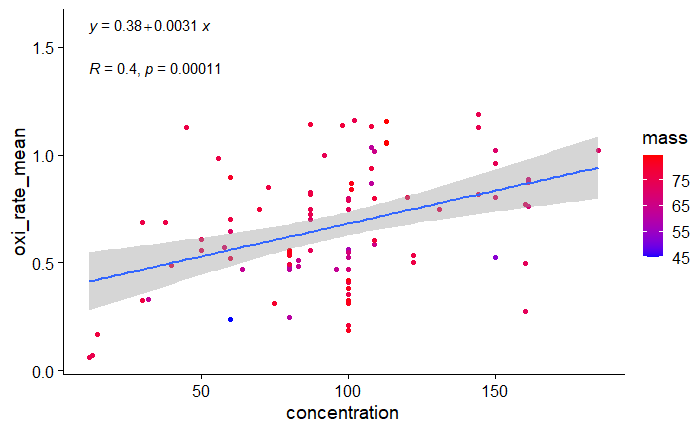 y = 0.38+0.0031 x
R = 0.4, p = 0.00011
1.5
1.0
0.5
0.0
oxi_rate_mean
50
100
150
concentration
mass
75
65
55
45